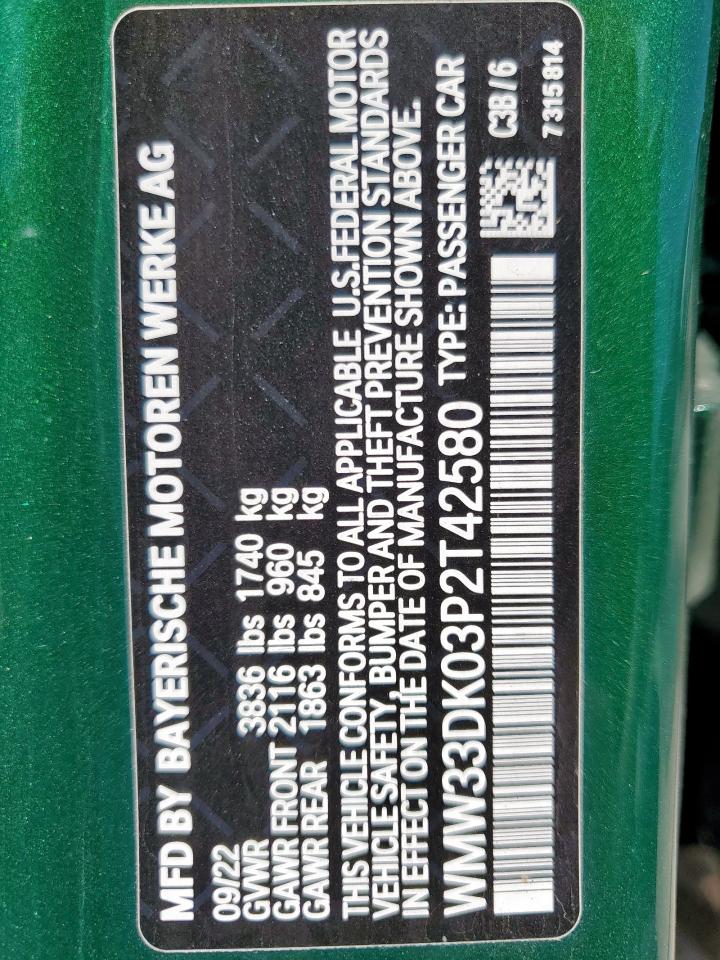 MFD BY BAYERISCHE MOTOREN WERKE AG
09/22
GVWR 3836 lbs 1740 kg
GAWR FRONT 2116 lbs 960 kg
GAWR REAR 1863 lbs 845 kg
THIS VEHICLE CONFORMS TO ALL APPLICABLE U.S.FEDERAL MOTOR
VEHICLE SAFETY, BUMPER AND THEFT PREVENTION STANDARDS
IN EFFECT ON THE DATE OF MANUFACTURE SHOWN ABOVE.
WMW33DK03P2T42580 TYPE: PASSENGER CAR
C3B/6
7315814